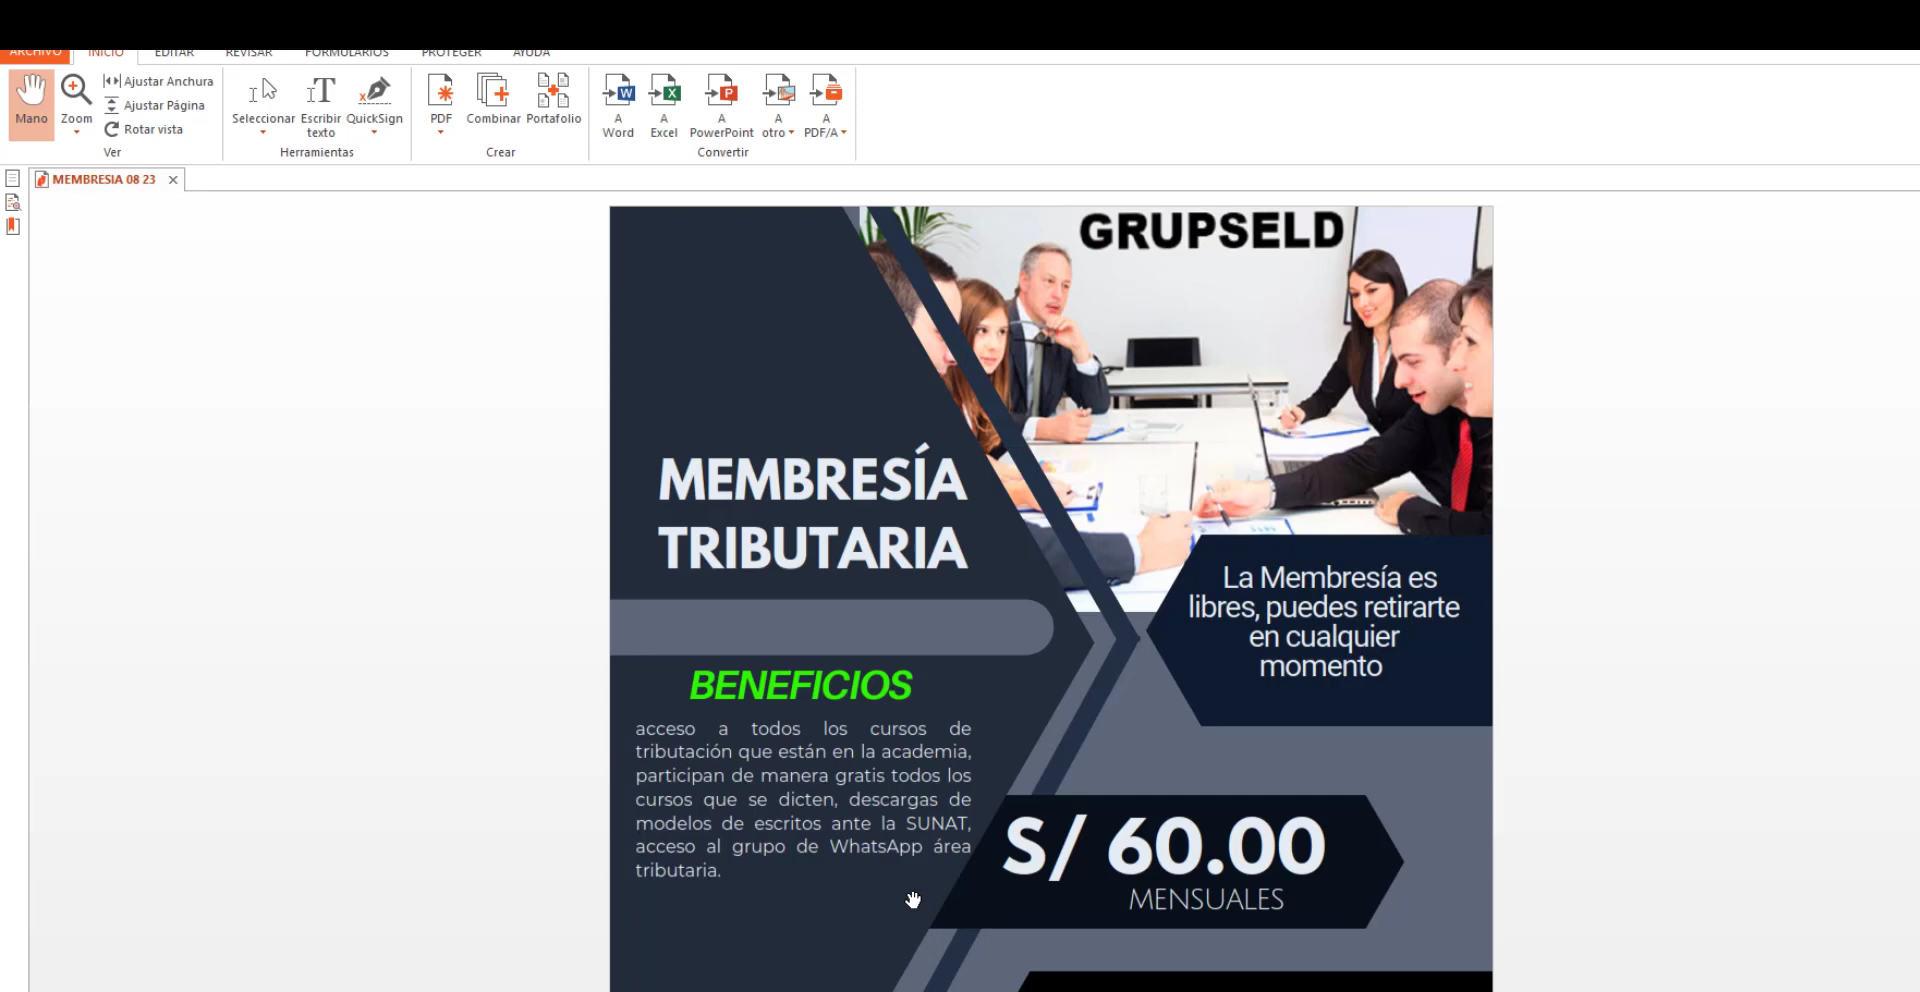 ARCHIVO INICIO EDITAR REVISAR FORMULARIOS PROTEGER AYUDA
Mano
Zoom
Ajustar Anchura
Ajustar Página
Rotar vista
Ver
Seleccionar
Escribir
texto
QuickSign
Herramientas
PDF
Combinar
Portafolio
Crear
A
Word
A
Excel
A
PowerPoint
A
otro
A
PDF/A
Convertir
MEMBRESIA 08 23
GRUPSELD
MEMBRESÍA
TRIBUTARIA
La Membresía es
libres, puedes retirarte
en cualquier
momento
BENEFICIOS
acceso a todos los cursos de
tributación que están en la academia,
participan de manera gratis todos los
cursos que se dicten, descargas de
modelos de escritos ante la SUNAT,
acceso al grupo de WhatsApp área
tributaria.
S/ 60.00
MENSUALES